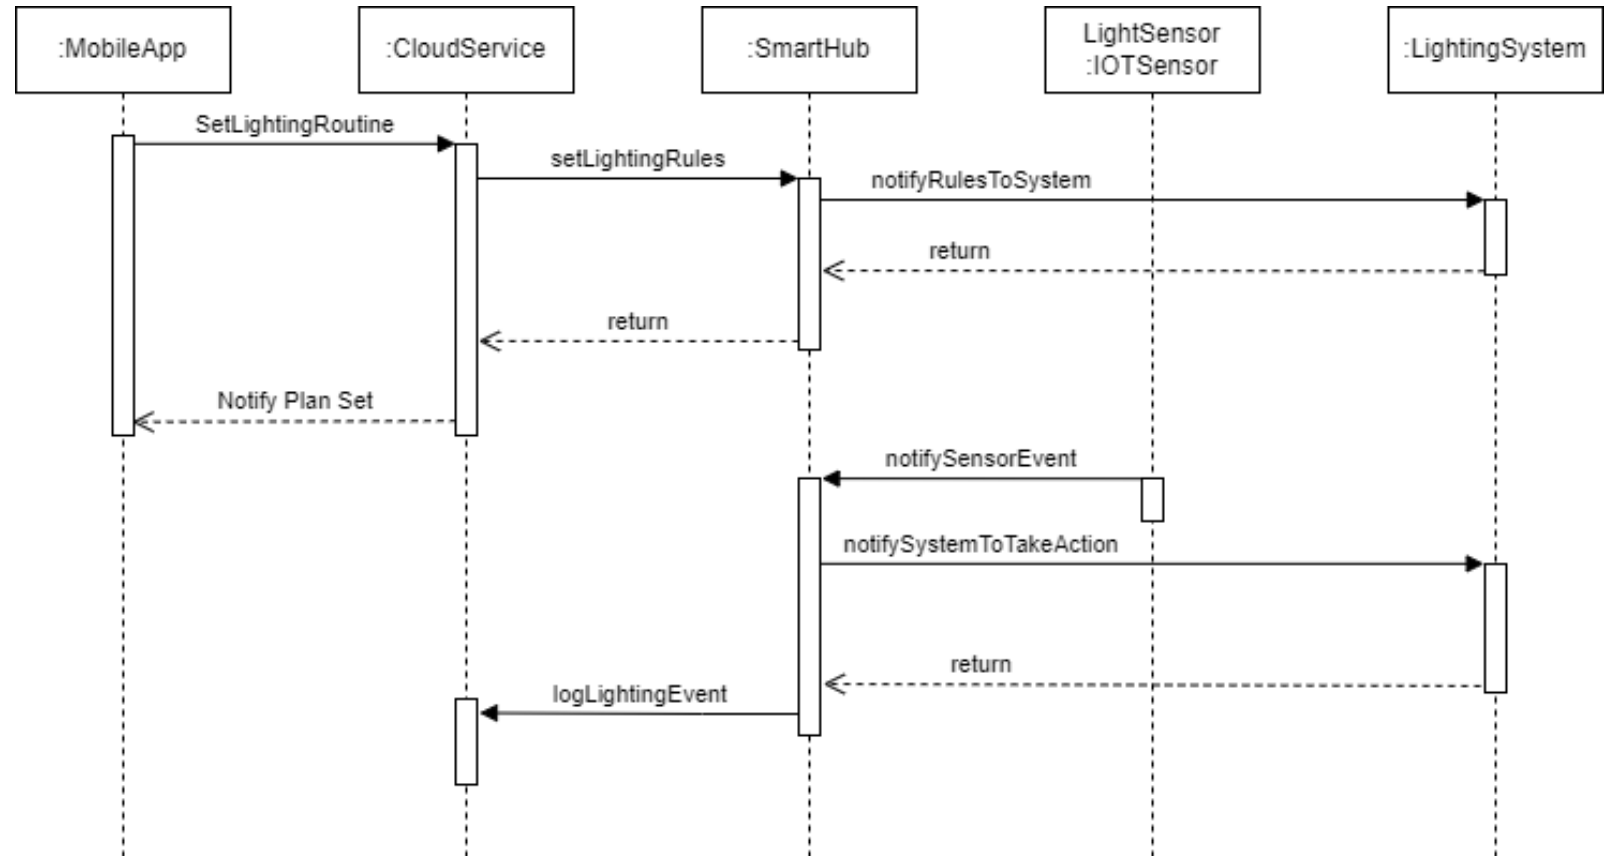 :MobileApp
:CloudService
:SmartHub
LightSensor
:IOTSensor
:LightingSystem
SetLightingRoutine
setLightingRules
notifyRulesToSystem
return
return
Notify Plan Set
notifySensorEvent
notifySystemToTakeAction
return
logLightingEvent